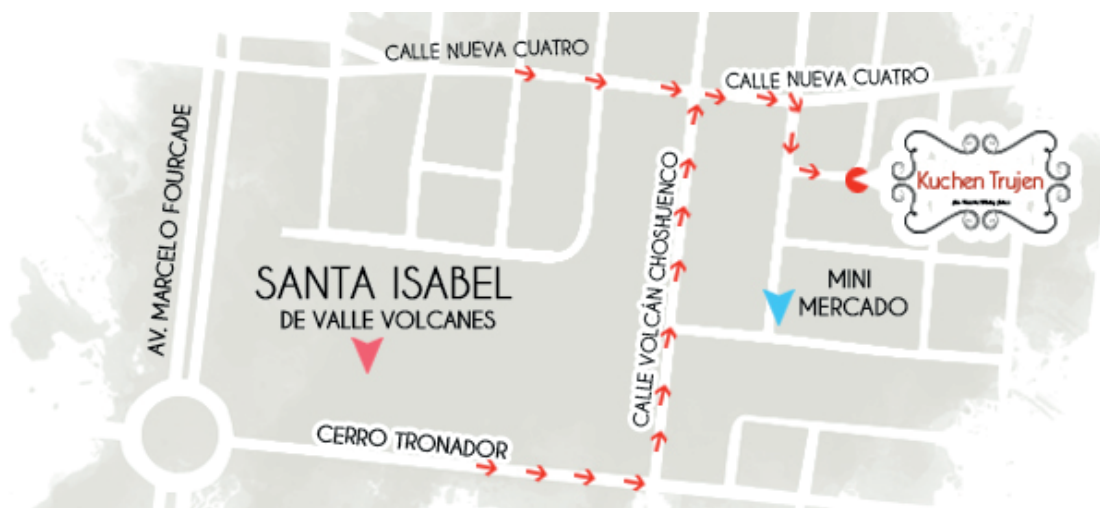 CALLE NUEVA CUATRO
CALLE NUEVA CUATRO
AV. MARCELO FOURCADE
Kuchen Trujen
CALLE VOLCÁN CHOSHUENCO
SANTA ISABEL
DE VALLE VOLCANES
MINI
MERCADO
CERRO TRONADOR